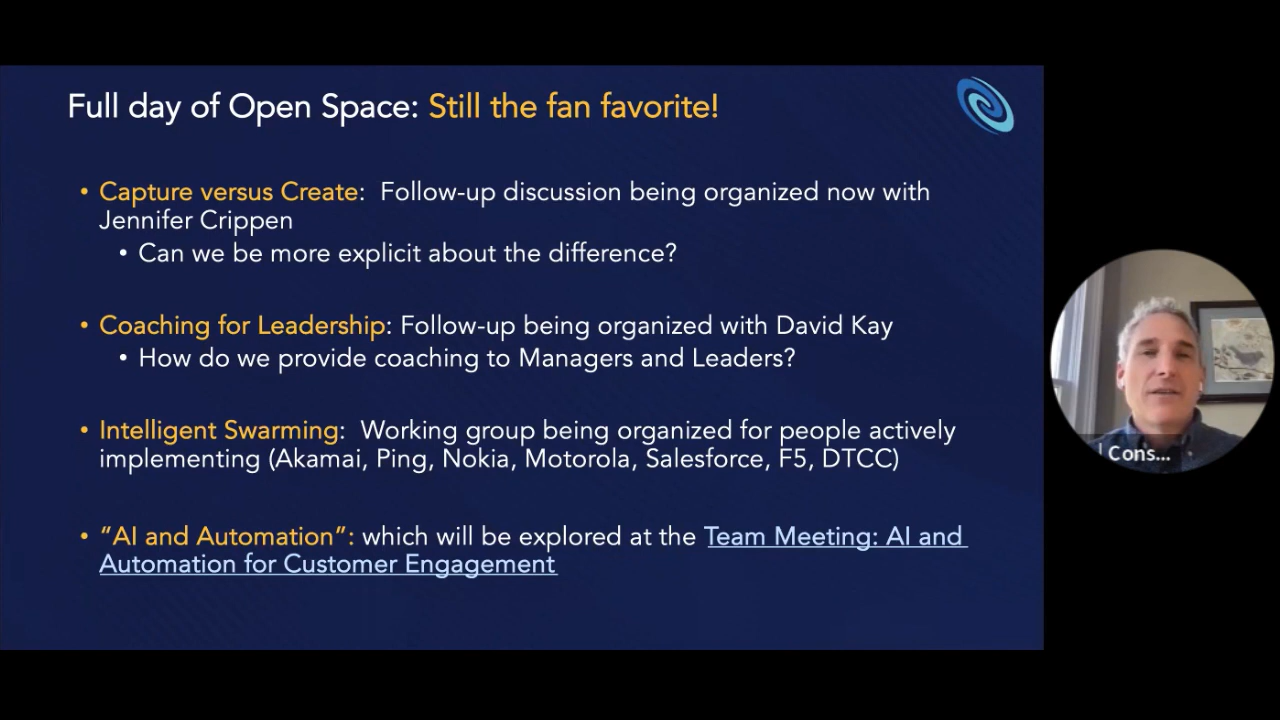 Full day of Open Space: Still the fan favorite!
• Capture versus Create: Follow-up discussion being organized now with
Jennifer Crippen
• Can we be more explicit about the difference?
• Coaching for Leadership: Follow-up being organized with David Kay
• How do we provide coaching to Managers and Leaders?
• Intelligent Swarming: Working group being organized for people actively
implementing (Akamai, Ping, Nokia, Motorola, Salesforce, F5, DTCC)
• “AI and Automation”: which will be explored at the Team Meeting: AI and
Automation for Customer Engagement
Cons...